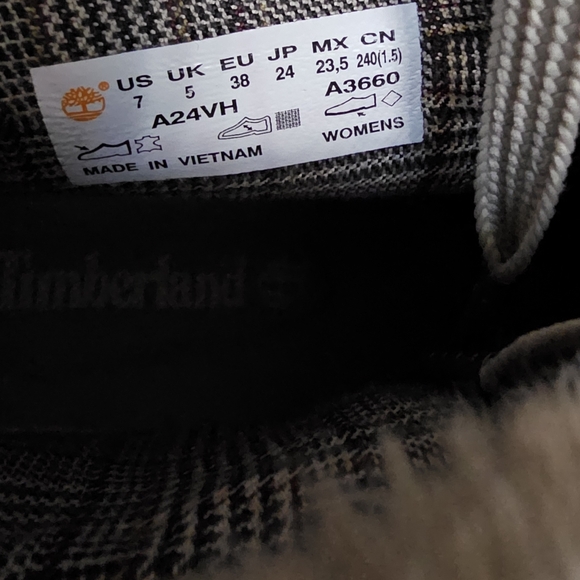 US UK EU JP MX CN
7 5 38 24 23,5 240(1.5)
A24VH A3660
WOMENS
MADE IN VIETNAM
Timberland